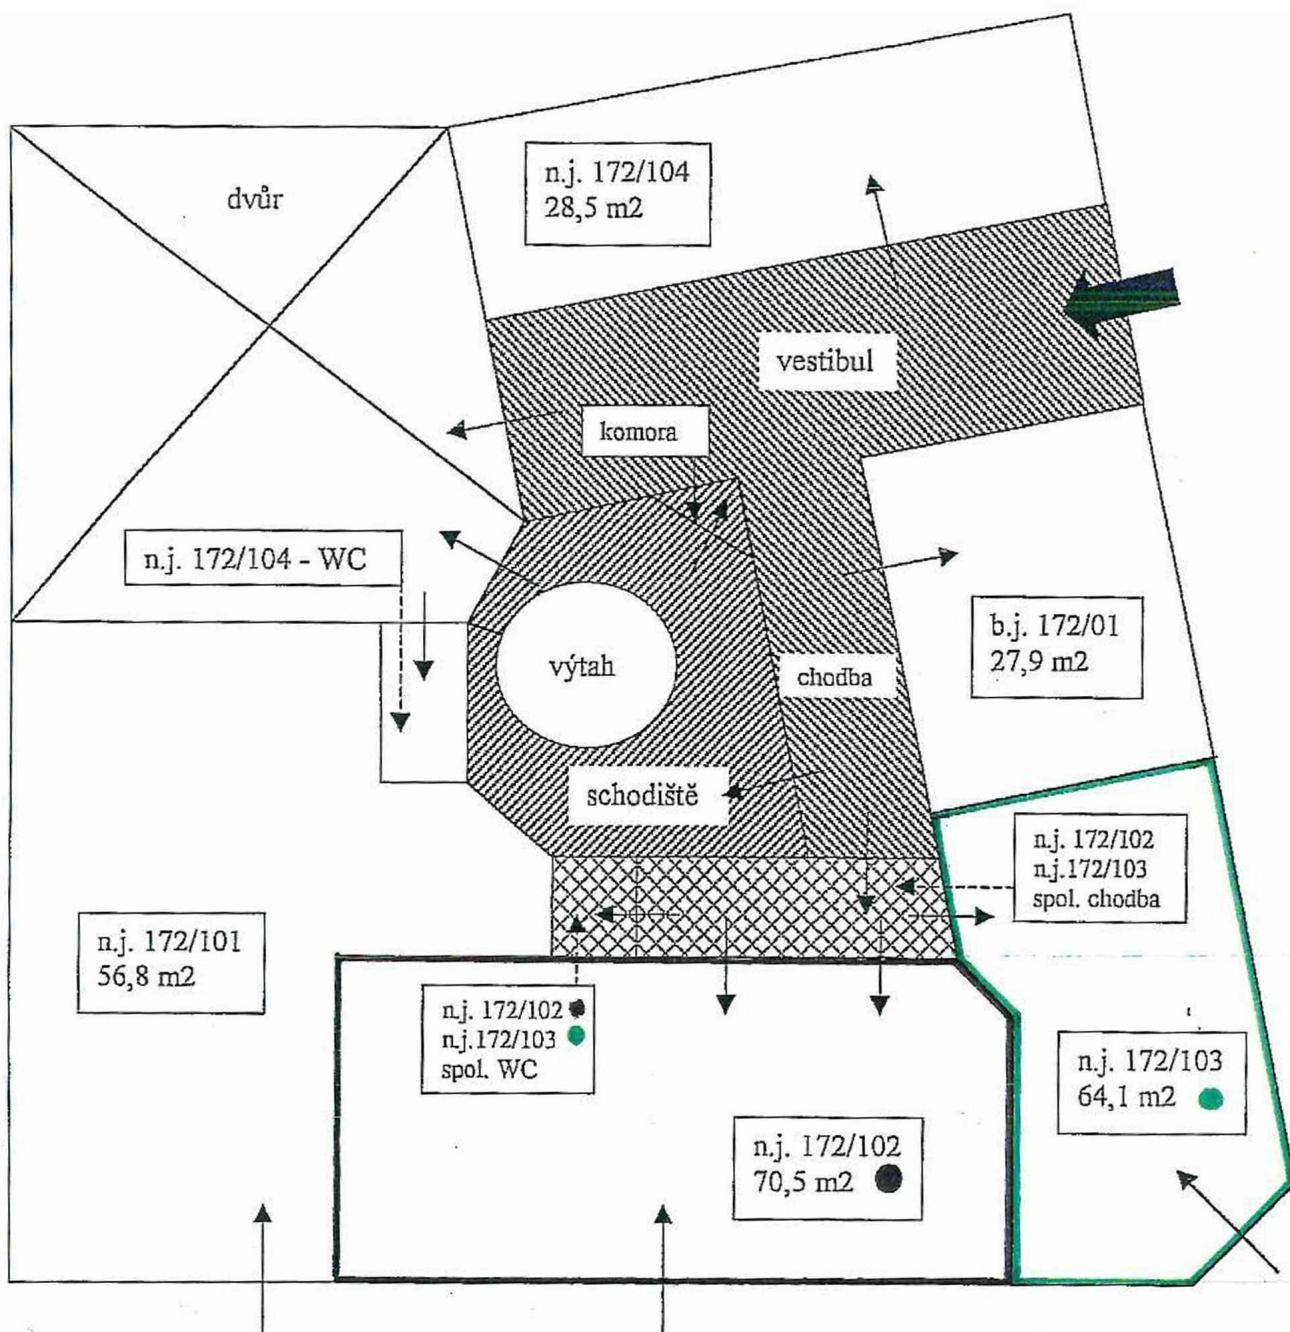 n.j. 172/104
28,5 m2
dvůr
vestibul
komora
n.j. 172/104 - WC
b.j. 172/01
27,9 m2
výtah
chodba
schodiště
n.j. 172/102
n.j.172/103
spol. chodba
n.j. 172/101
56,8 m2
n.j. 172/102
n.j.172/103
spol. WC
n.j. 172/103
64,1 m2
n.j. 172/102
70,5 m2